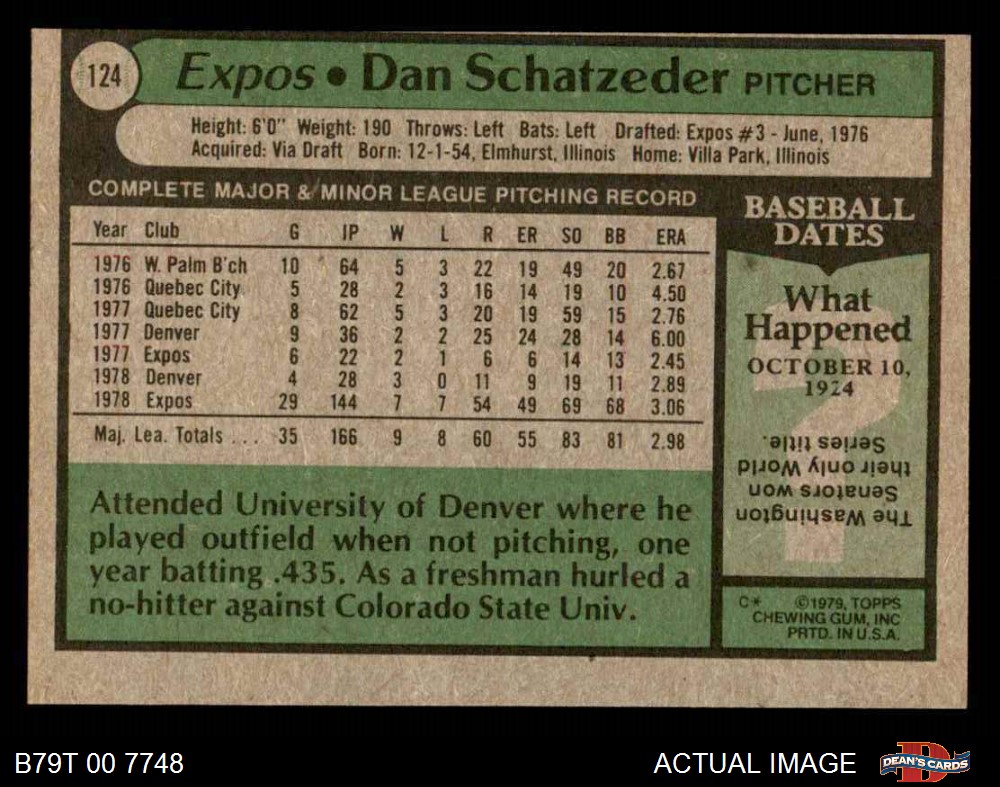 124
Expos • Dan Schatzeder PITCHER
Height: 6'0" Weight: 190 Throws: Left Bats: Left Drafted: Expos #3 - June, 1976
Acquired: Via Draft Born: 12-1-54, Elmhurst, Illinois Home: Villa Park, Illinois
COMPLETE MAJOR & MINOR LEAGUE PITCHING RECORD
Year Club G IP W L R ER SO BB ERA
1976 W. Palm B'ch 10 64 5 3 22 19 49 20 2.67
1976 Quebec City 5 28 2 3 16 14 19 10 4.50
1977 Quebec City 8 62 5 3 20 19 59 15 2.76
1977 Denver 9 36 2 2 25 24 28 14 6.00
1977 Expos 6 22 2 1 6 6 14 13 2.45
1978 Denver 4 28 3 0 11 9 19 11 2.89
1978 Expos 29 144 7 7 54 49 69 68 3.06
Maj. Lea. Totals ... 35 166 9 8 60 55 83 81 2.98
Attended University of Denver where he
played outfield when not pitching, one
year batting .435. As a freshman hurled a
no-hitter against Colorado State Univ.
BASEBALL
DATES
What
Happened
OCTOBER 10,
1924
?
The Washington
Senators won
their only World
Series title.
C* ©1979, TOPPS
CHEWING GUM, INC
PRTD. IN U.S.A.
B79T 00 7748
ACTUAL IMAGE
D
DEAN'S CARDS